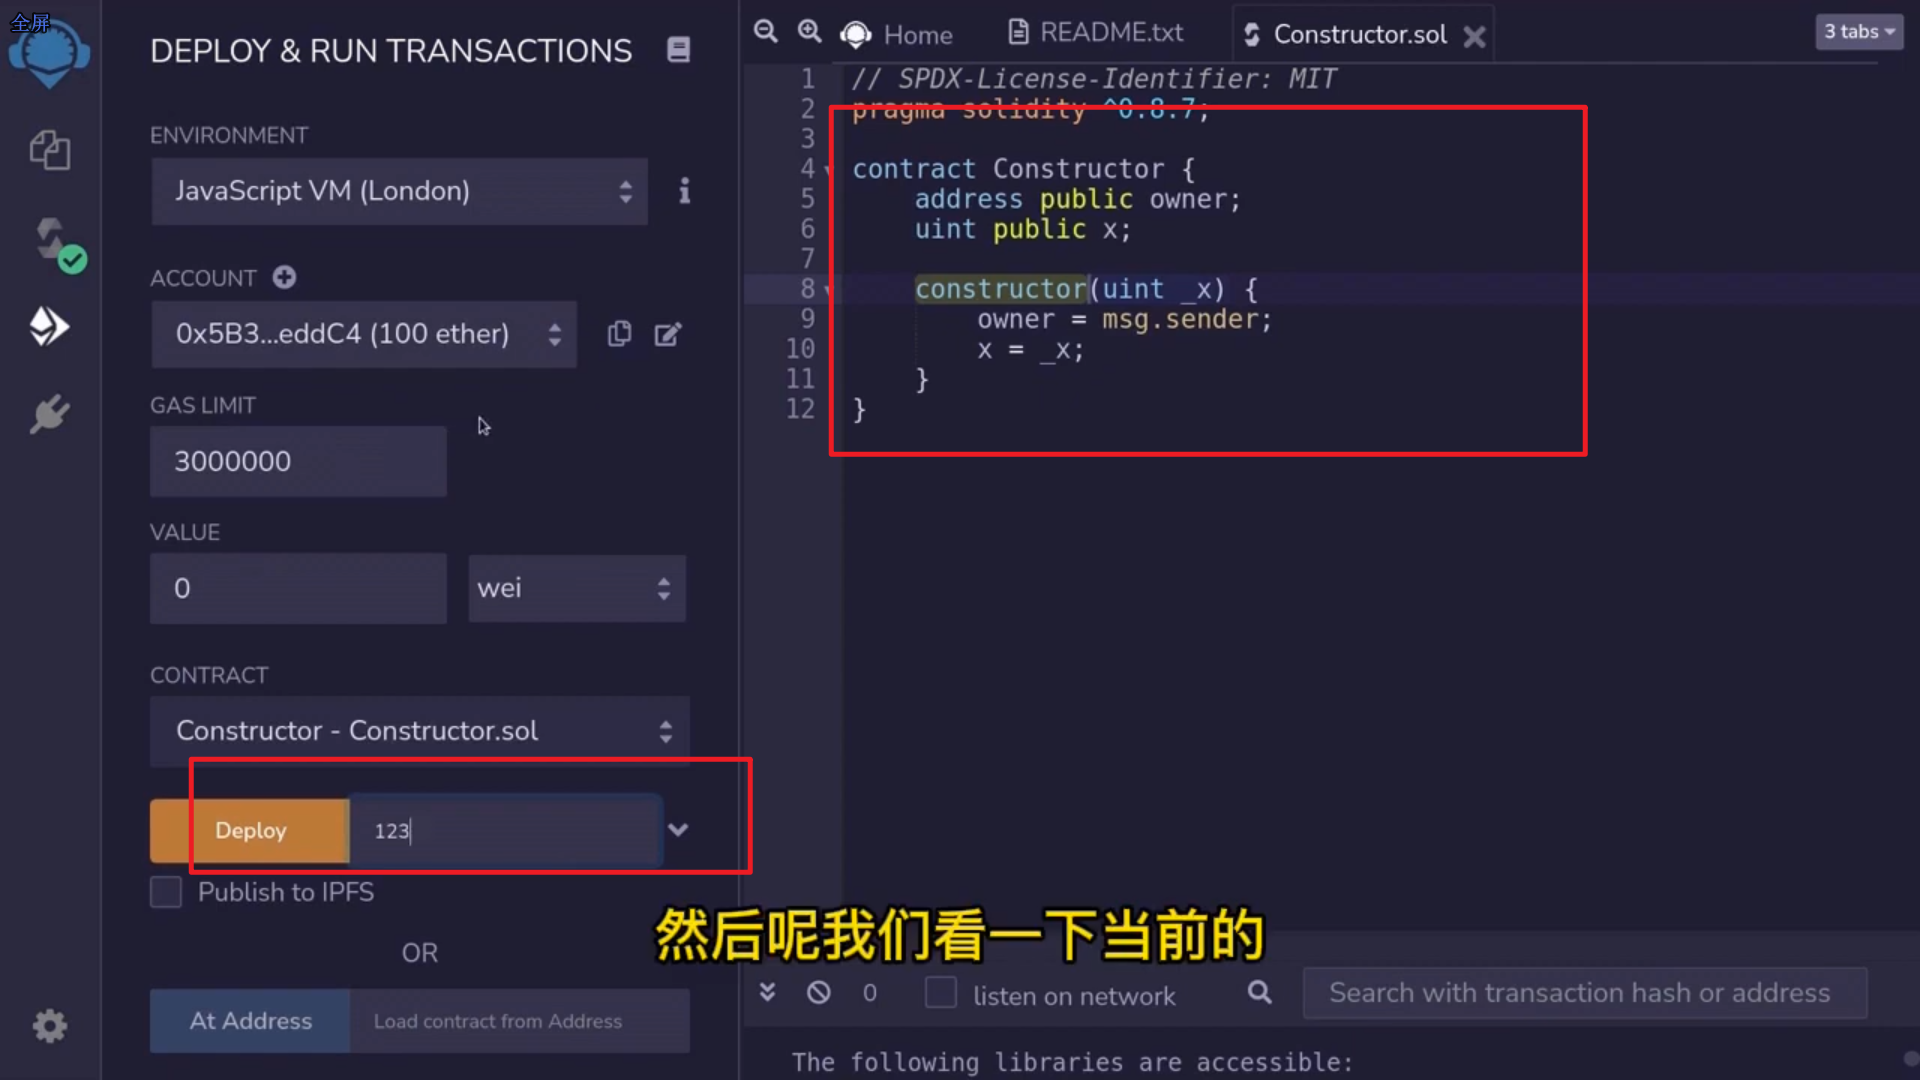 全屏
DEPLOY & RUN TRANSACTIONS
ENVIRONMENT
JavaScript VM (London)
ACCOUNT
0x5B3...eddC4 (100 ether)
GAS LIMIT
3000000
VALUE
0
wei
CONTRACT
Constructor - Constructor.sol
Deploy
123
Publish to IPFS
OR
At Address
Load contract from Address
Home
README.txt
Constructor.sol
3 tabs
1 // SPDX-License-Identifier: MIT
2 pragma solidity ^0.8.7;
3
4 contract Constructor {
5 address public owner;
6 uint public x;
7
8 constructor(uint _x) {
9 owner = msg.sender;
10 x = _x;
11 }
12 }
然后呢我们看一下当前的
0
listen on network
Search with transaction hash or address
The following libraries are accessible: